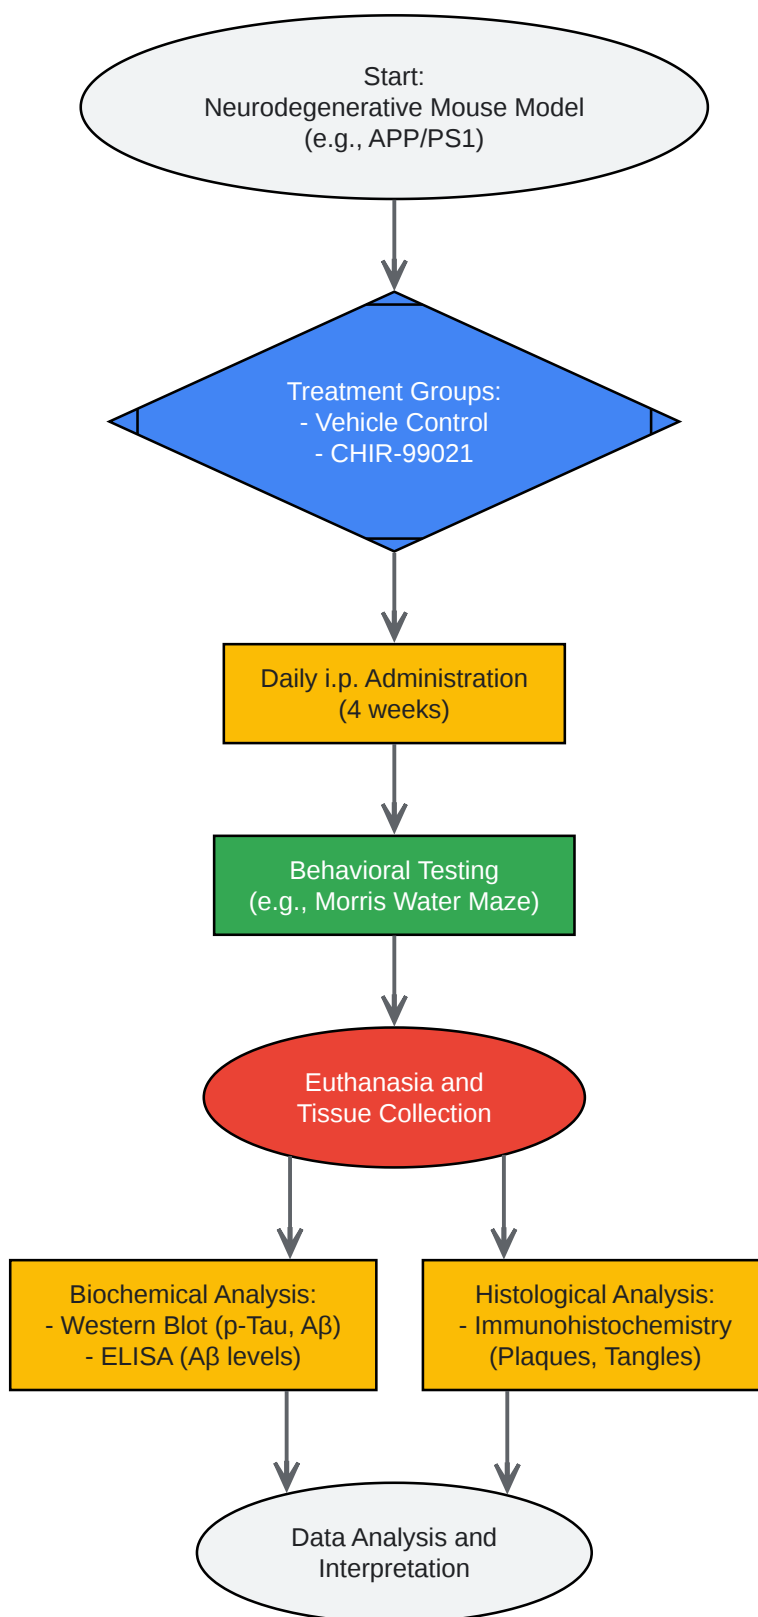 Start:
Neurodegenerative Mouse Model
(e.g., APP/PS1)
Treatment Groups:
- Vehicle Control
- CHIR-99021
Daily i.p. Administration
(4 weeks)
Behavioral Testing
(e.g., Morris Water Maze)
Euthanasia and
Tissue Collection
Biochemical Analysis:
- Western Blot (p-Tau, Aβ)
- ELISA (Aβ levels)
Histological Analysis:
- Immunohistochemistry
(Plaques, Tangles)
Data Analysis and
Interpretation